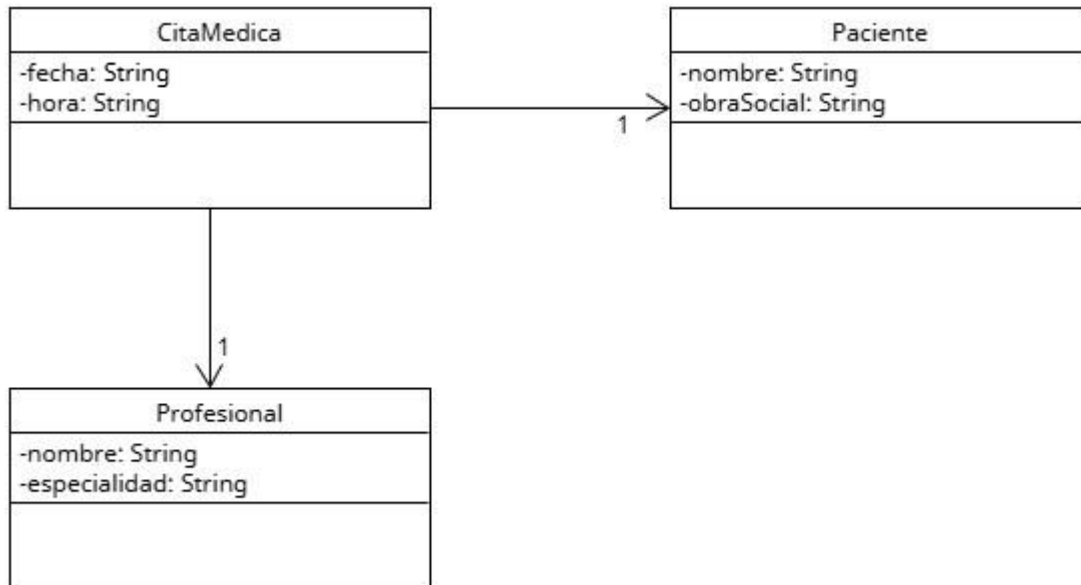 CitaMedica
-fecha: String
-hora: String
Paciente
-nombre: String
-obraSocial: String
1
1
Profesional
-nombre: String
-especialidad: String